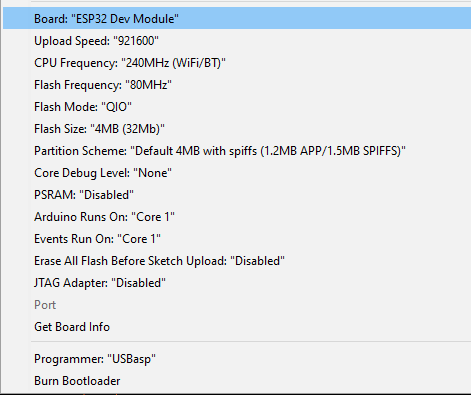 Board: "ESP32 Dev Module"
Upload Speed: "921600"
CPU Frequency: "240MHz (WiFi/BT)"
Flash Frequency: "80MHz"
Flash Mode: "QIO"
Flash Size: "4MB (32Mb)"
Partition Scheme: "Default 4MB with spiffs (1.2MB APP/1.5MB SPIFFS)"
Core Debug Level: "None"
PSRAM: "Disabled"
Arduino Runs On: "Core 1"
Events Run On: "Core 1"
Erase All Flash Before Sketch Upload: "Disabled"
JTAG Adapter: "Disabled"
Port
Get Board Info
Programmer: "USBasp"
Burn Bootloader